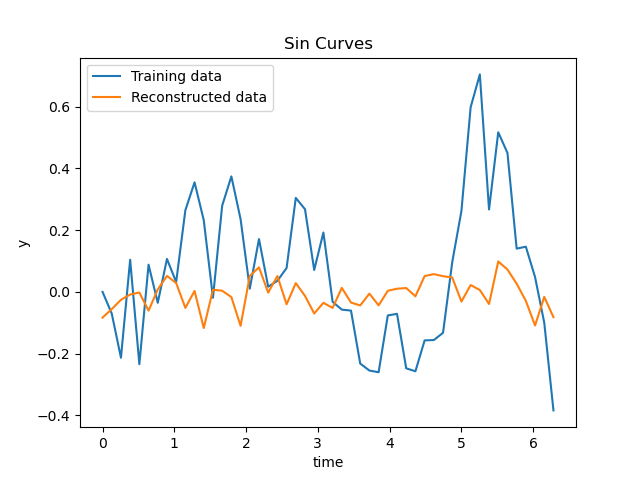 Sin Curves
Training data
Reconstructed data
y
0.6
0.4
0.2
0.0
−0.2
−0.4
0 1 2 3 4 5 6
time